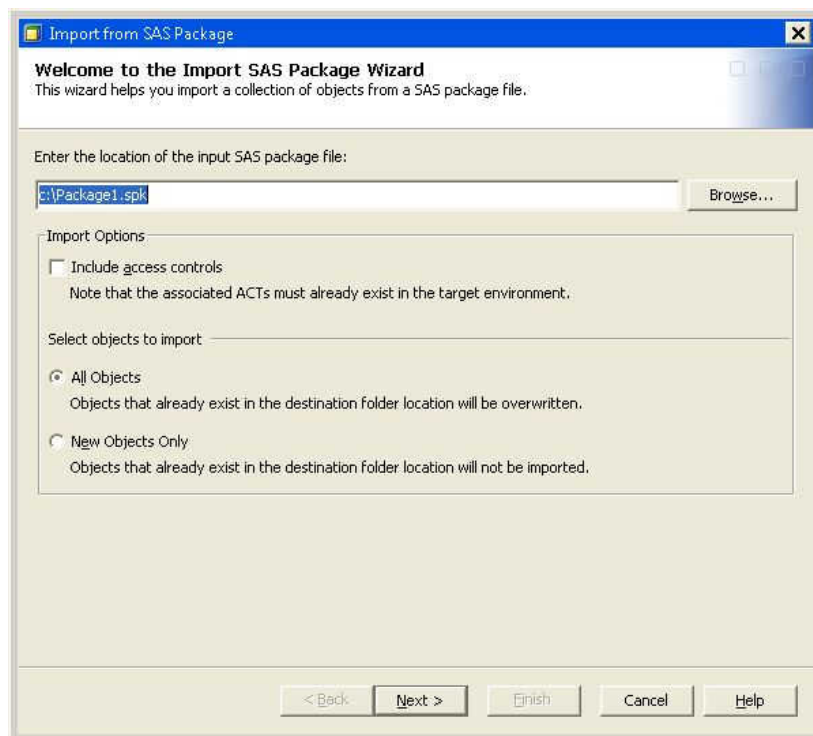 Import from SAS Package
Welcome to the Import SAS Package Wizard
This wizard helps you import a collection of objects from a SAS package file.
Enter the location of the input SAS package file:
c:\Package1.spk
Browse...
Import Options
Include access controls
Note that the associated ACTs must already exist in the target environment.
Select objects to import
All Objects
Objects that already exist in the destination folder location will be overwritten.
New Objects Only
Objects that already exist in the destination folder location will not be imported.
< Back Next > Finish Cancel Help